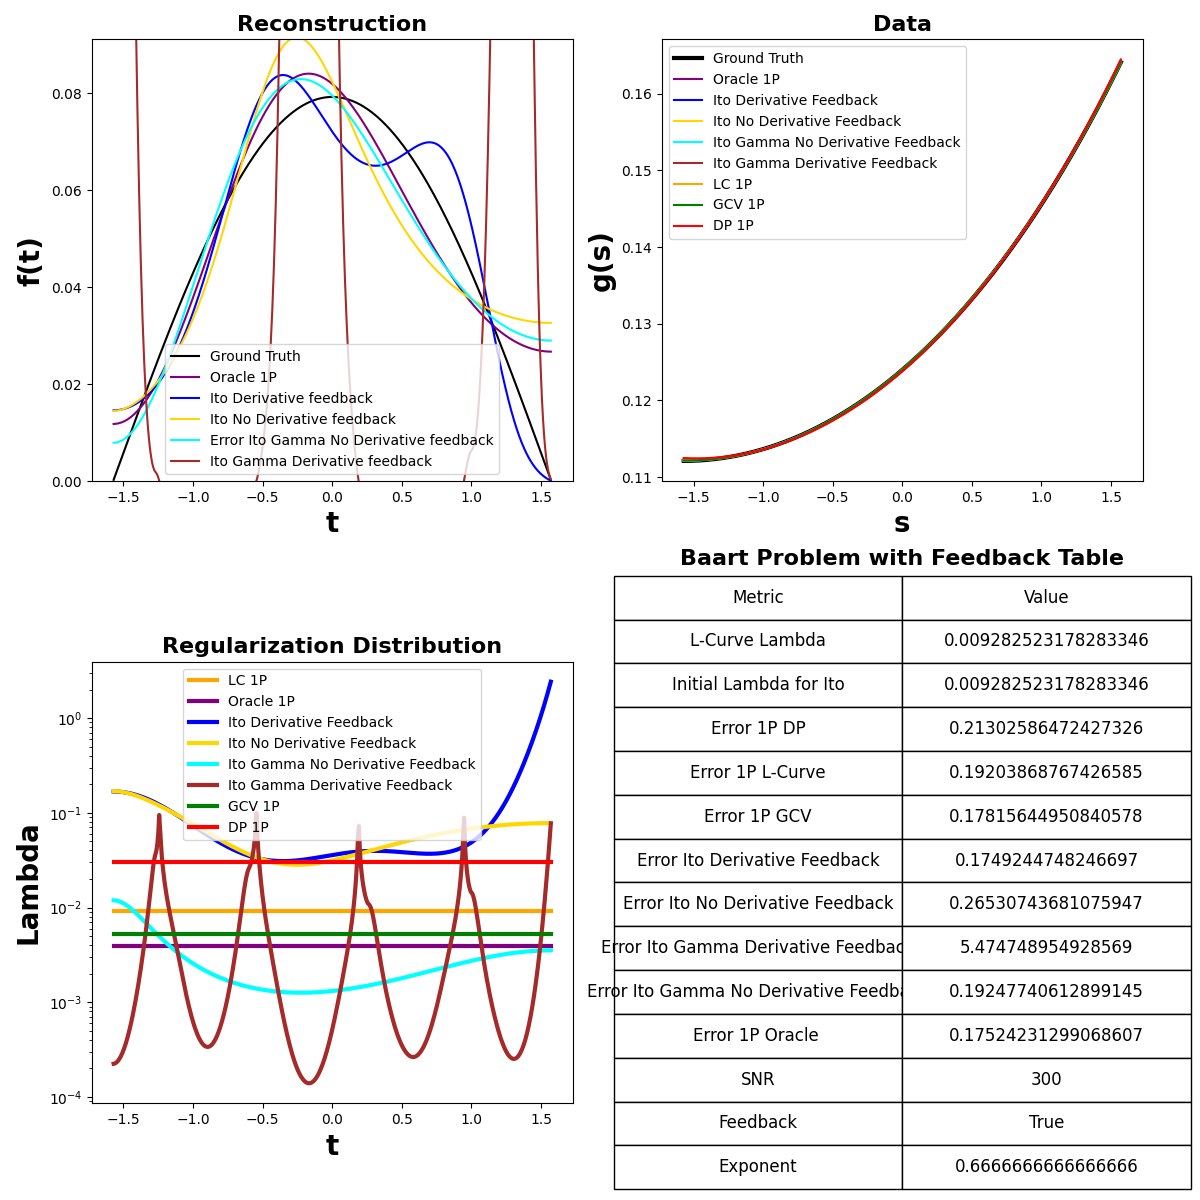 Reconstruction
f(t)
0.08
0.06
0.04
0.02
0.00
Ground Truth
Oracle 1P
Ito Derivative feedback
Ito No Derivative feedback
Error Ito Gamma No Derivative feedback
Ito Gamma Derivative feedback
−1.5 −1.0 −0.5 0.0 0.5 1.0 1.5
t
Data
g(s)
0.16
0.15
0.14
0.13
0.12
0.11
Ground Truth
Oracle 1P
Ito Derivative Feedback
Ito No Derivative Feedback
Ito Gamma No Derivative Feedback
Ito Gamma Derivative Feedback
LC 1P
GCV 1P
DP 1P
−1.5 −1.0 −0.5 0.0 0.5 1.0 1.5
s
Regularization Distribution
Lambda
10⁰
10⁻¹
10⁻²
10⁻³
10⁻⁴
LC 1P
Oracle 1P
Ito Derivative Feedback
Ito No Derivative Feedback
Ito Gamma No Derivative Feedback
Ito Gamma Derivative Feedback
GCV 1P
DP 1P
−1.5 −1.0 −0.5 0.0 0.5 1.0 1.5
t
Baart Problem with Feedback Table
Metric Value
L-Curve Lambda 0.009282523178283346
Initial Lambda for Ito 0.009282523178283346
Error 1P DP 0.21302586472427326
Error 1P L-Curve 0.19203868767426585
Error 1P GCV 0.17815644950840578
Error Ito Derivative Feedback 0.1749244748246697
Error Ito No Derivative Feedback 0.26530743681075947
Error Ito Gamma Derivative Feedbac 5.474748954928569
Error Ito Gamma No Derivative Feedba 0.19247740612899145
Error 1P Oracle 0.17524231299068607
SNR 300
Feedback True
Exponent 0.6666666666666666